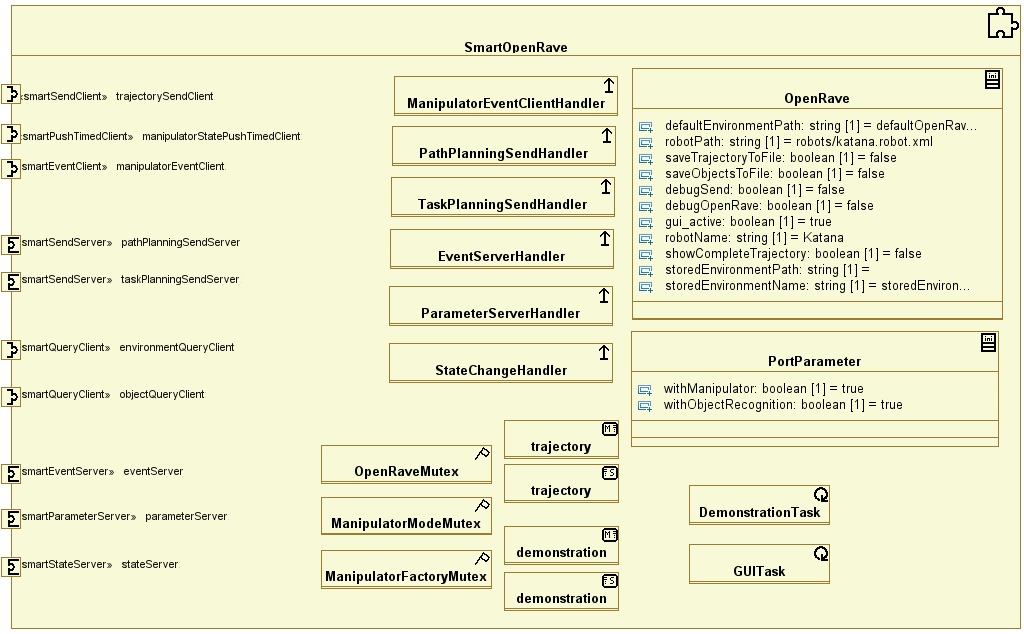 SmartOpenRave
‹smartSendClient» trajectorySendClient
smartPushTimedClient» manipulatorStatePushTimedClient
smartEventClient» manipulatorEventClient
smartSendServer» pathPlanningSendServer
smartSendServer» taskPlanningSendServer
smartQueryClient» environmentQueryClient
smartQueryClient» objectQueryClient
smartEventServer» eventServer
smartParameterServer» parameterServer
smartStateServer» stateServer
ManipulatorEventClientHandler
PathPlanningSendHandler
TaskPlanningSendHandler
EventServerHandler
ParameterServerHandler
StateChangeHandler
OpenRaveMutex
ManipulatorModeMutex
ManipulatorFactoryMutex
M
trajectory
S
trajectory
M
demonstration
S
demonstration
ini
OpenRave
defaultEnvironmentPath: string [1] = defaultOpenRav...
robotPath: string [1] = robots/katana.robot.xml
saveTrajectoryToFile: boolean [1] = false
saveObjectsToFile: boolean [1] = false
debugSend: boolean [1] = false
debugOpenRave: boolean [1] = false
gui_active: boolean [1] = true
robotName: string [1] = Katana
showCompleteTrajectory: boolean [1] = false
storedEnvironmentPath: string [1] =
storedEnvironmentName: string [1] = storedEnviron...
ini
PortParameter
withManipulator: boolean [1] = true
withObjectRecognition: boolean [1] = true
DemonstrationTask
GUITask